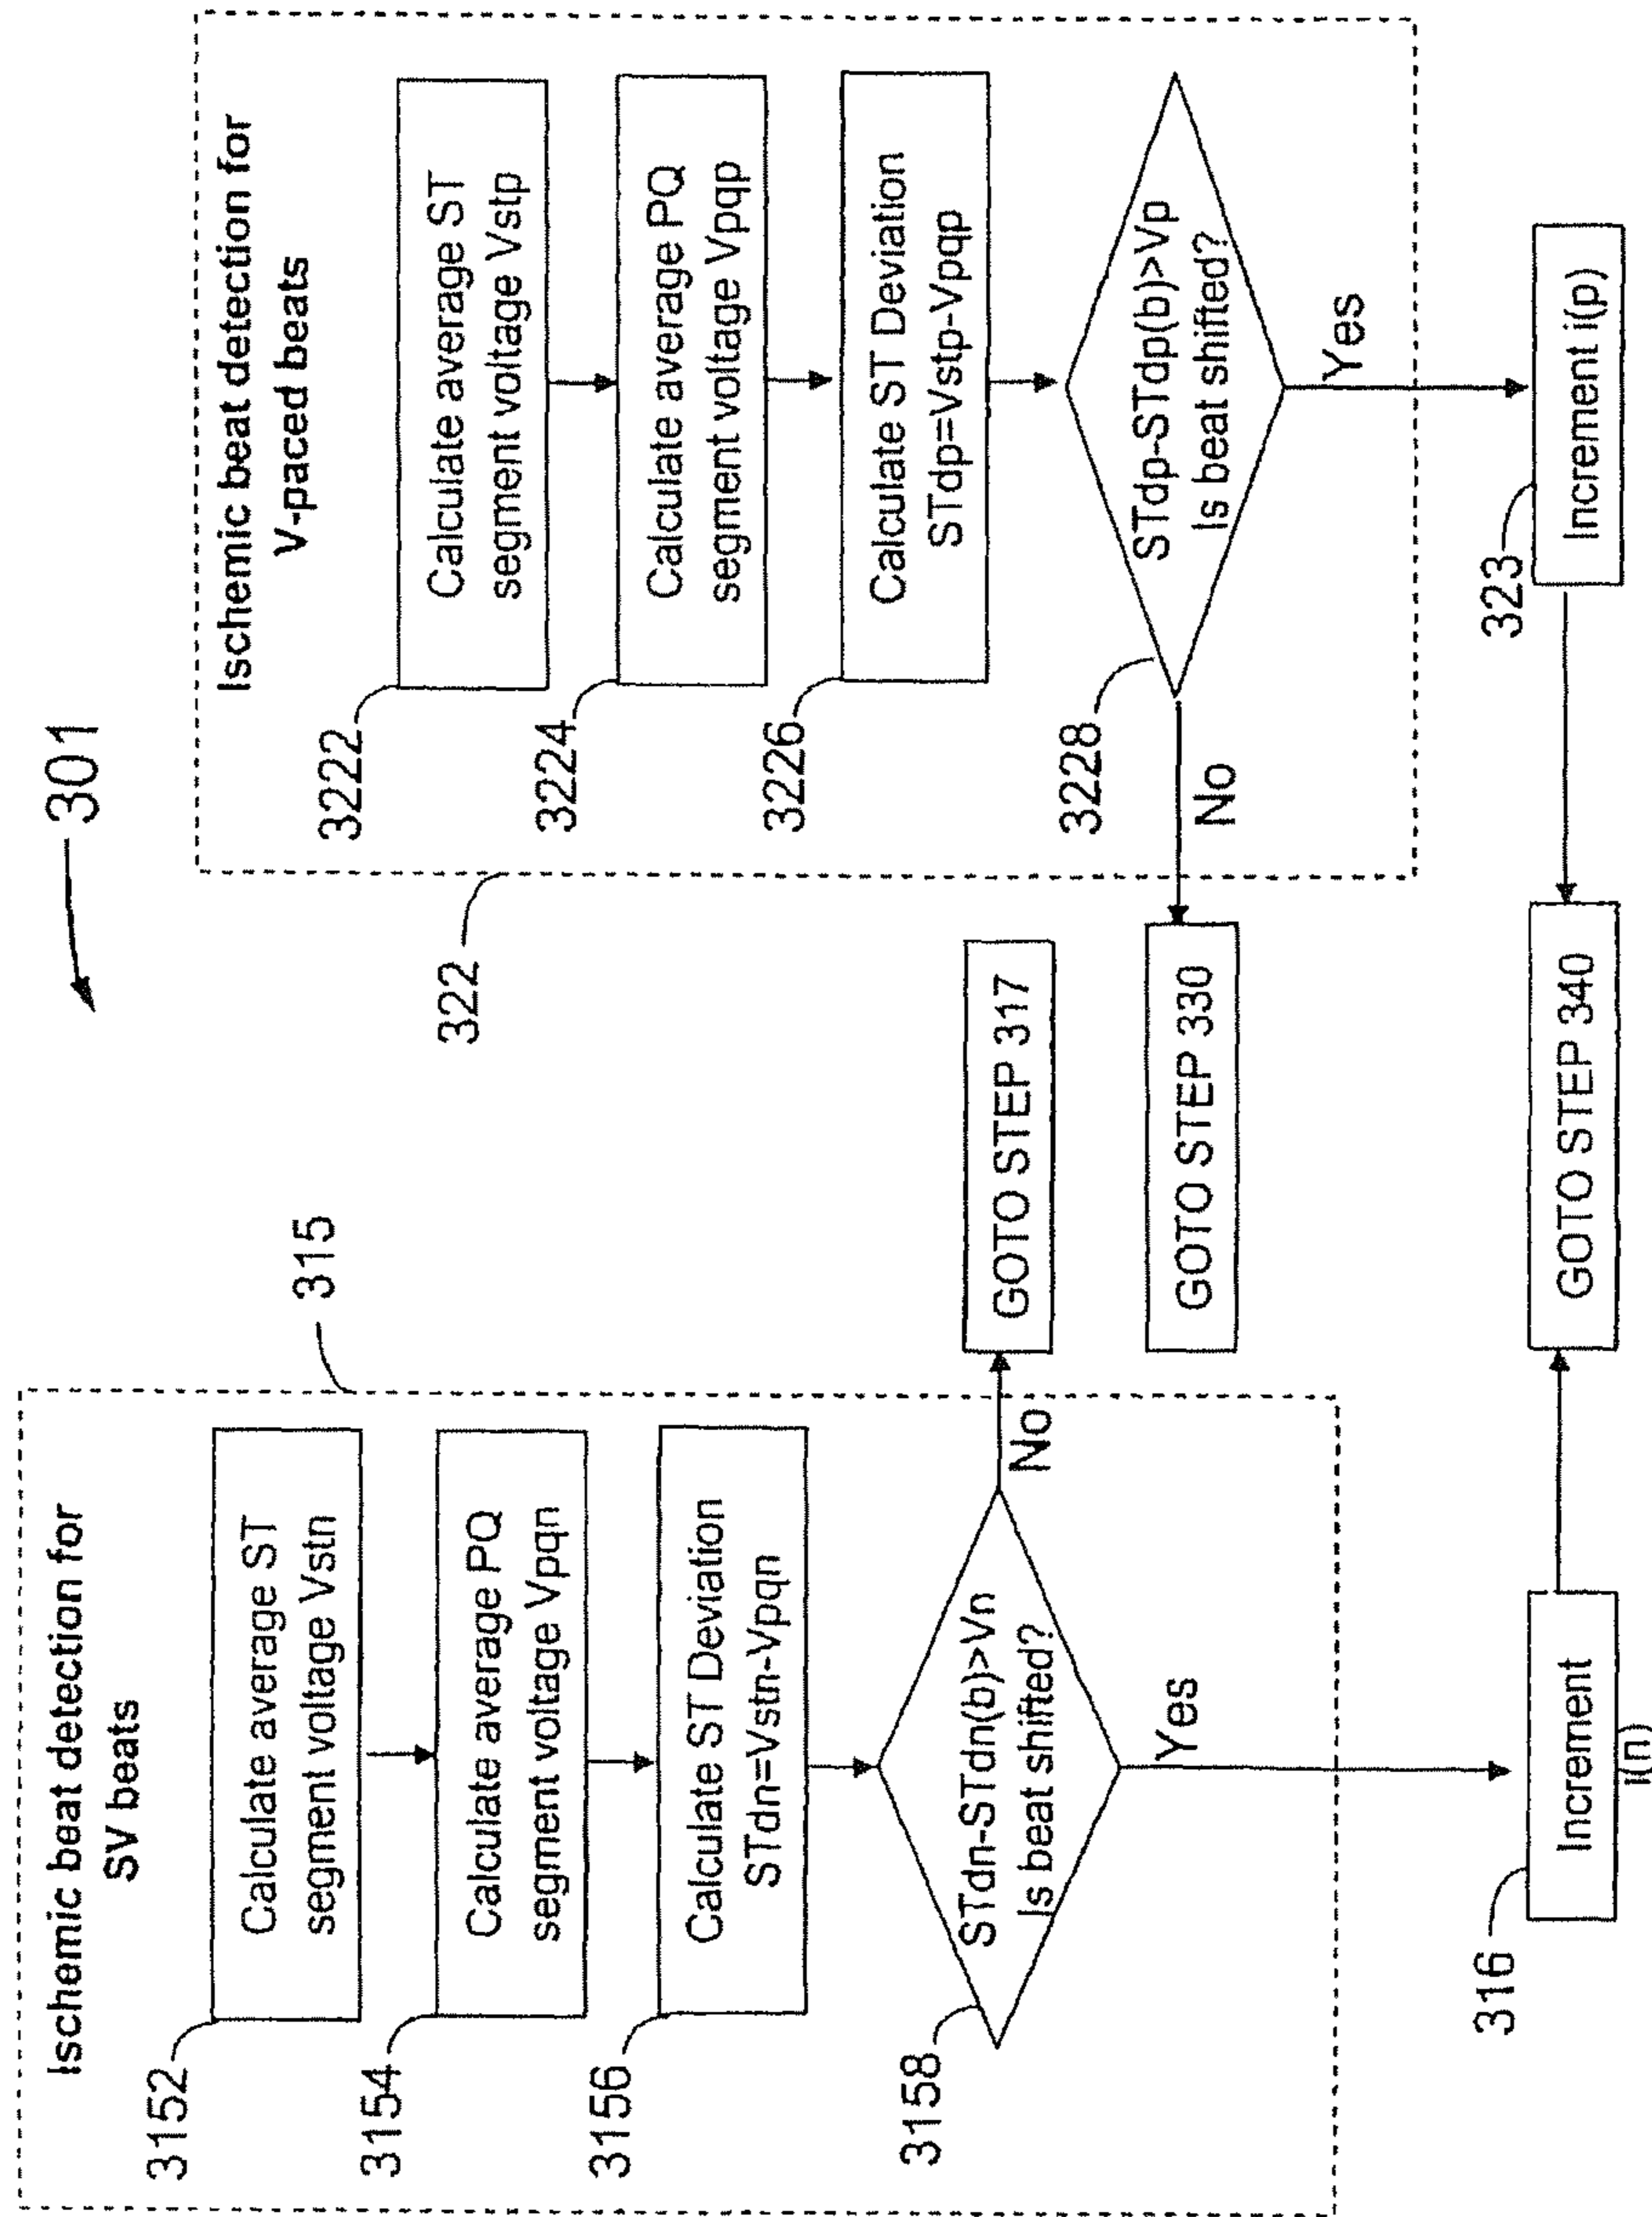 301
Ischemic beat detection for
SV beats
315
3152
Calculate average ST
segment voltage Vstn
3154
Calculate average PQ
segment voltage Vpqn
3156
Calculate ST Deviation
STdn=Vstn-Vpqn
3158
STdn-STdn(b)>Vn
Is beat shifted?
No
Yes
GOTO STEP 317
316
Increment
i(n)
Ischemic beat detection for
V-paced beats
322
3222
Calculate average ST
segment voltage Vstp
3224
Calculate average PQ
segment voltage Vpqp
3226
Calculate ST Deviation
STdp=Vstp-Vpqp
3228
STdp-STdp(b)>Vp
Is beat shifted?
No
Yes
GOTO STEP 330
323
Increment i(p)
GOTO STEP 340